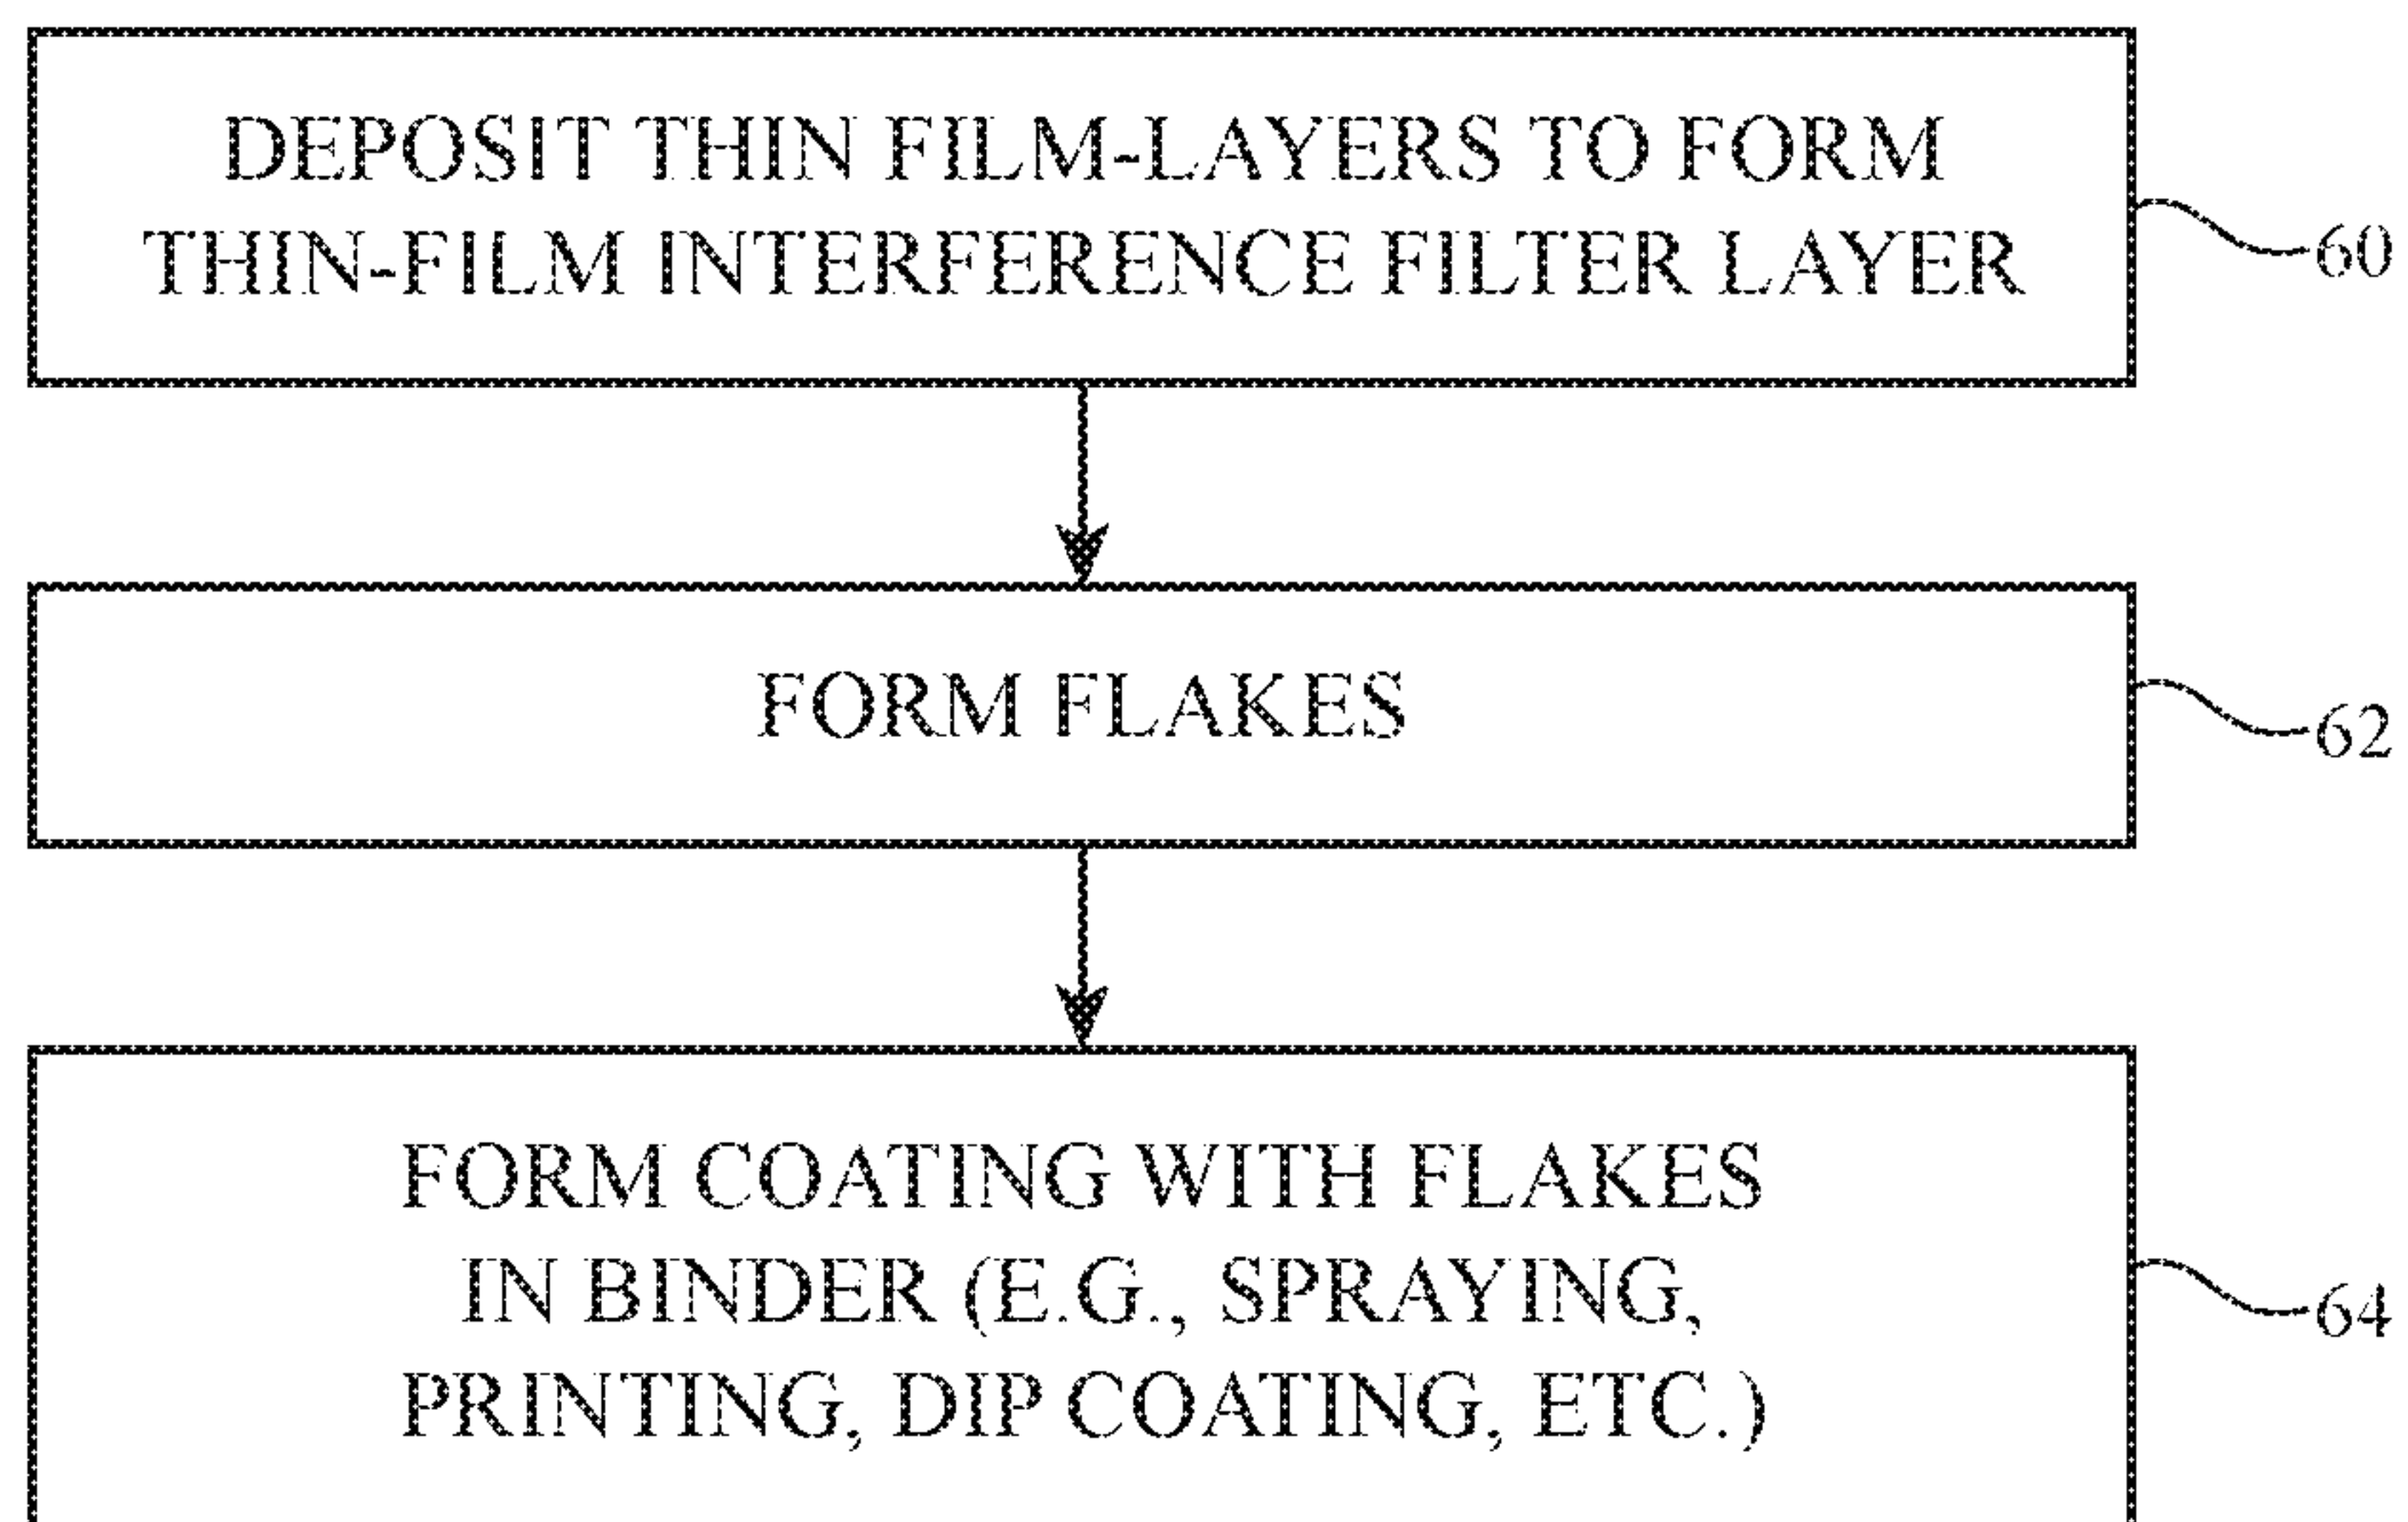 DEPOSIT THIN FILM-LAYERS TO FORM
THIN-FILM INTERFERENCE FILTER LAYER
60
FORM FLAKES
62
FORM COATING WITH FLAKES
IN BINDER (E.G., SPRAYING,
PRINTING, DIP COATING, ETC.)
64